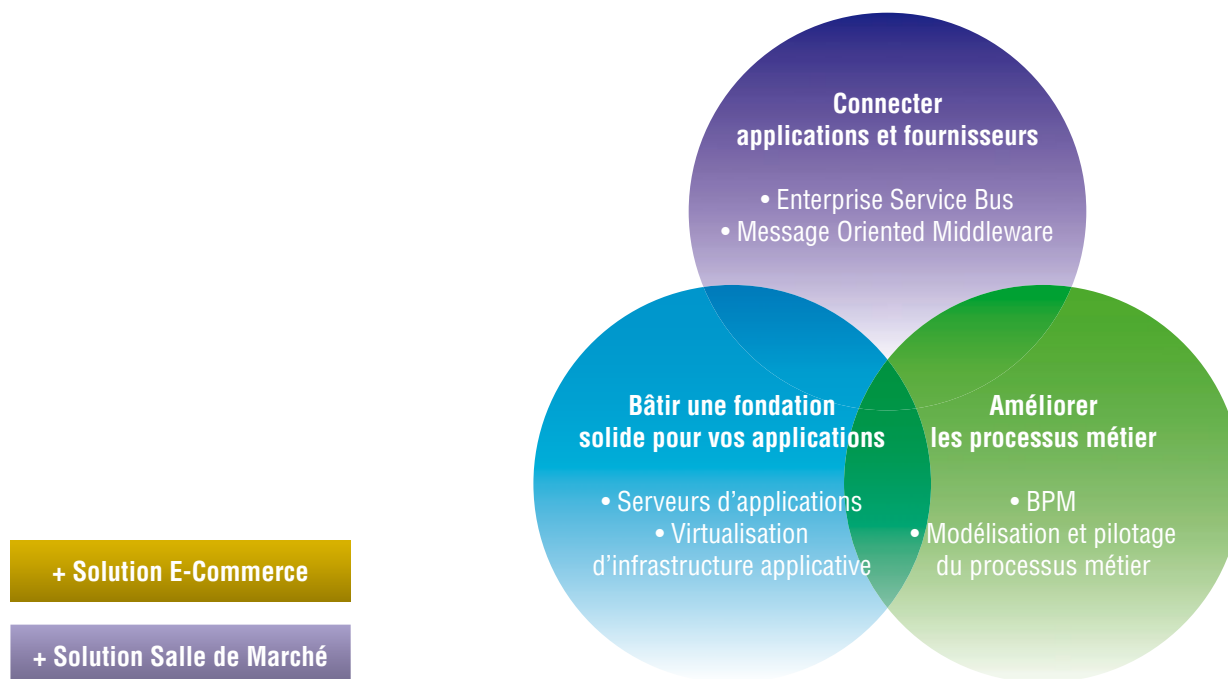 Connecter
applications et fournisseurs
• Enterprise Service Bus
• Message Oriented Middleware
Bâtir une fondation
solide pour vos applications
• Serveurs d'applications
• Virtualisation
d'infrastructure applicative
Améliorer
les processus métier
• BPM
• Modélisation et pilotage
du processus métier
+ Solution E-Commerce
+ Solution Salle de Marché